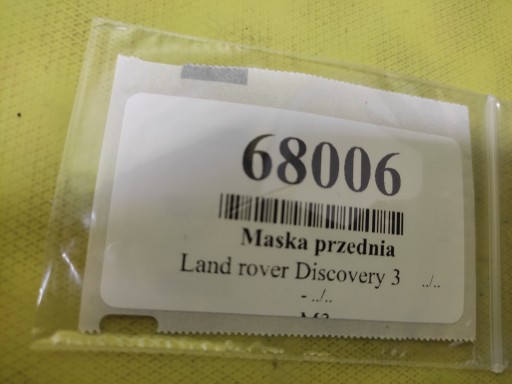 68006
Maska przednia
Land rover Discovery 3 ../..
- ../..